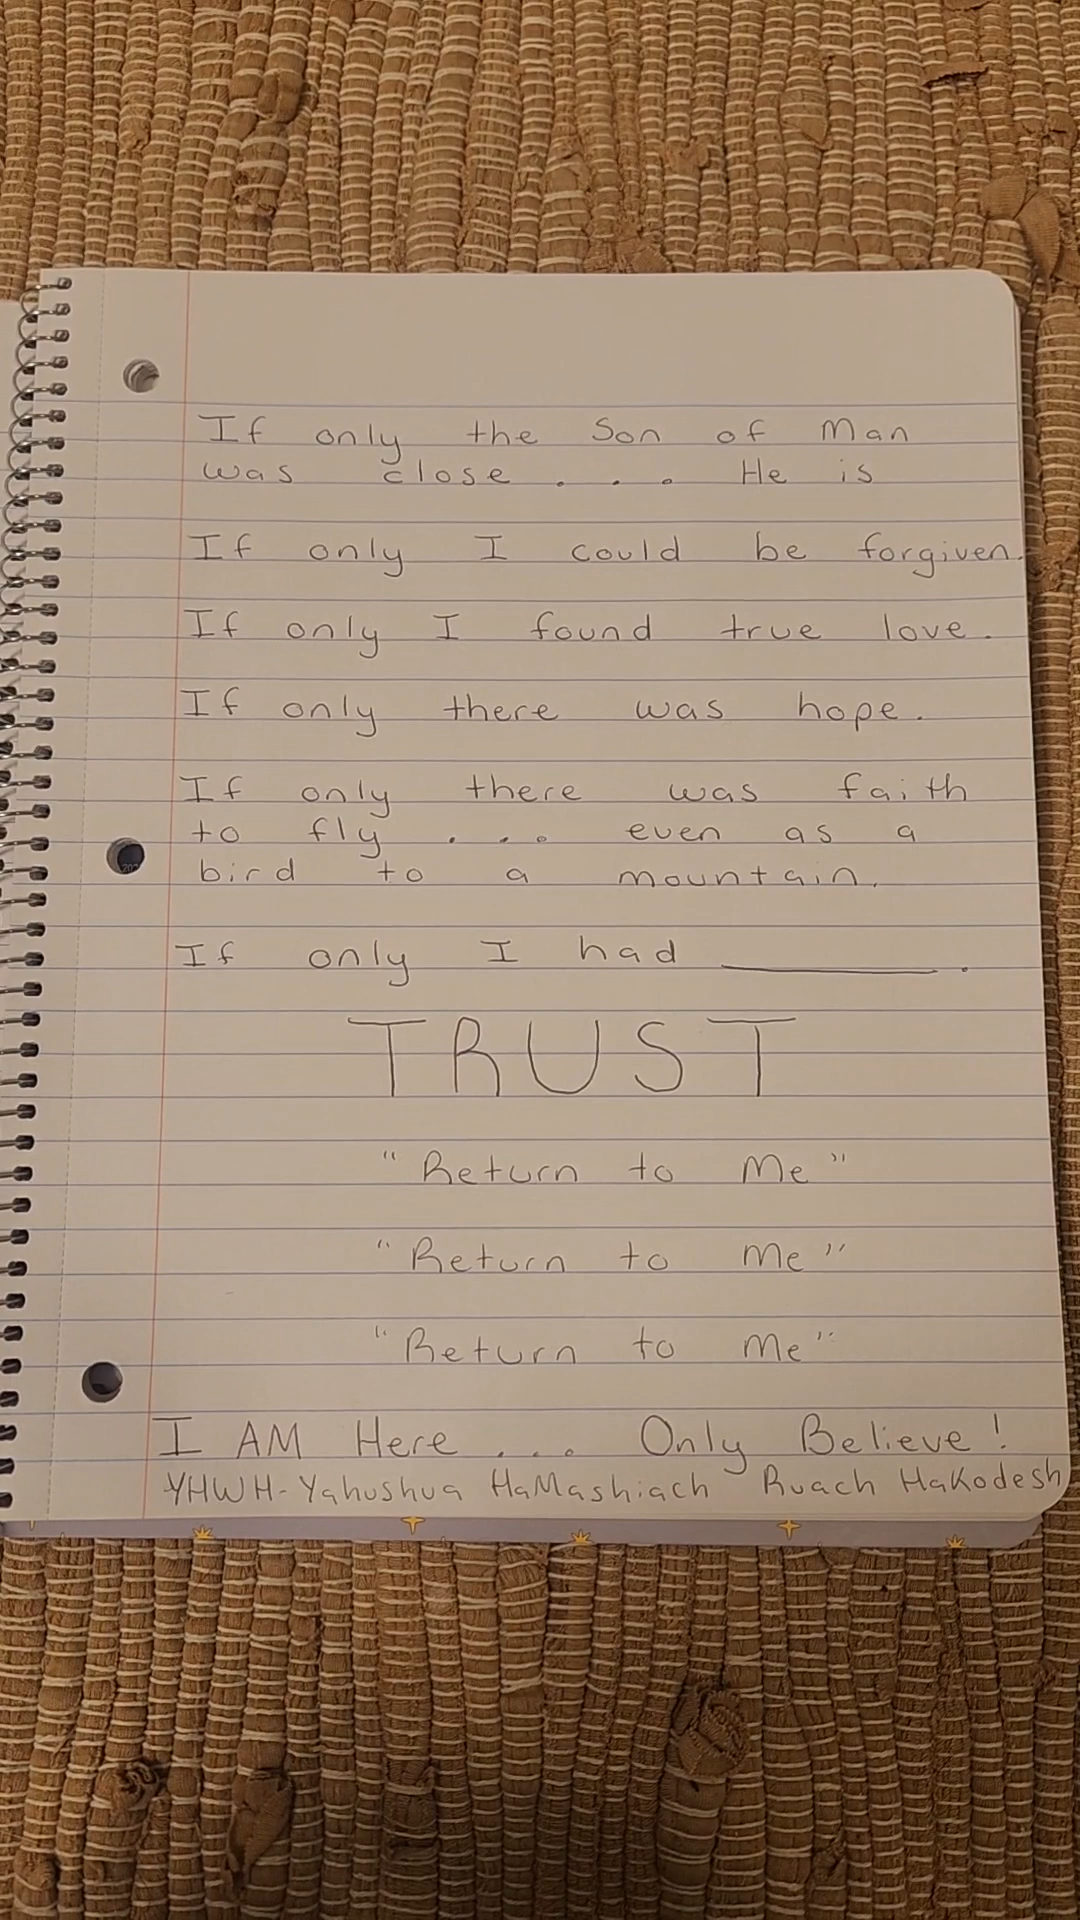 If only the Son of Man
was close . . . He is
If only I could be forgiven.
If only I found true love.
If only there was hope.
If only there was faith
to fly . . . even as a
bird to a mountain.
If only I had __________.
TRUST
"Return to Me"
"Return to Me"
"Return to Me"
I AM Here . . . Only Believe!
YHWH-Yahushua HaMashiach Ruach HaKodesh